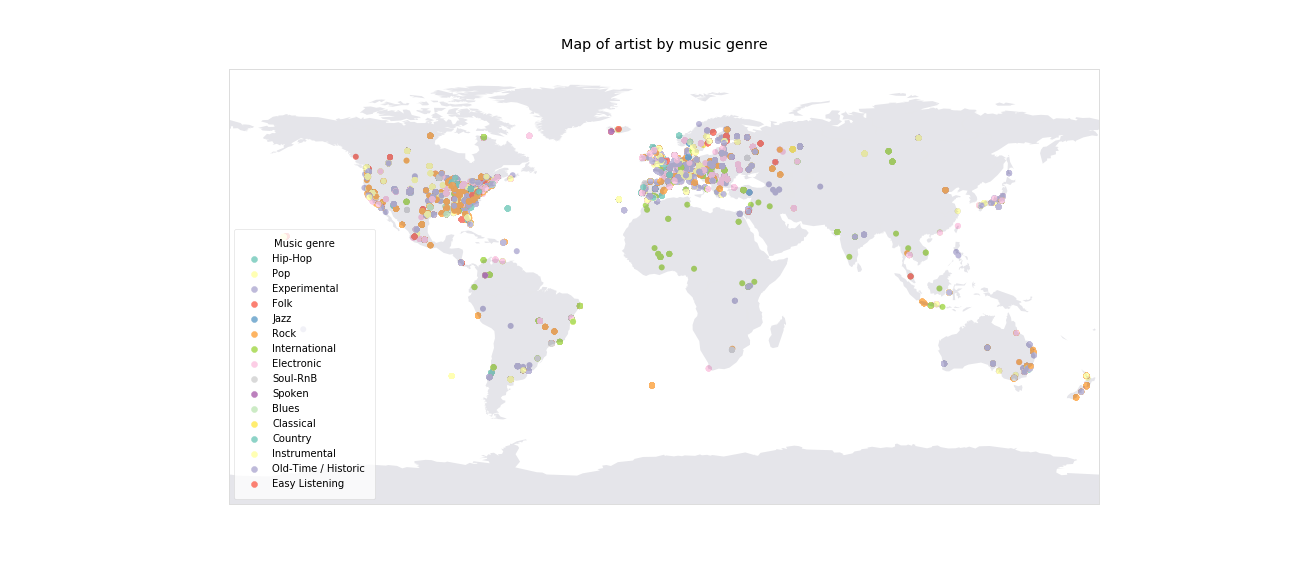 Map of artist by music genre
Music genre
Hip-Hop
Pop
Experimental
Folk
Jazz
Rock
International
Electronic
Soul-RnB
Spoken
Blues
Classical
Country
Instrumental
Old-Time / Historic
Easy Listening